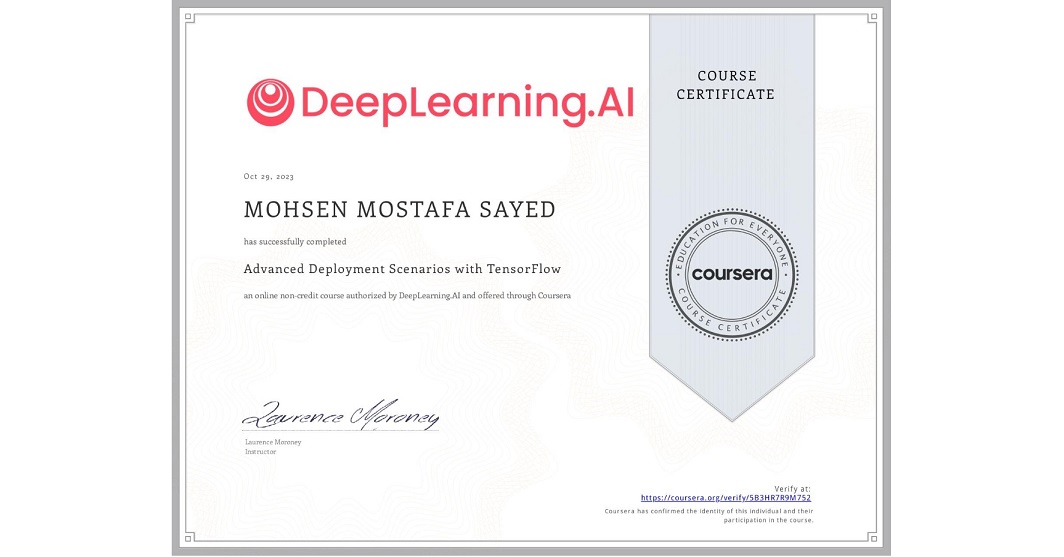 DeepLearning.AI
COURSE
CERTIFICATE
Oct 29, 2023
MOHSEN MOSTAFA SAYED
has successfully completed
Advanced Deployment Scenarios with TensorFlow
an online non-credit course authorized by DeepLearning.AI and offered through Coursera
EDUCATION FOR EVERYONE
coursera
COURSE CERTIFICATE
Laurence Moroney
Laurence Moroney
Instructor
Verify at:
https://coursera.org/verify/5B3HR7R9M752
Coursera has confirmed the identity of this individual and their
participation in the course.